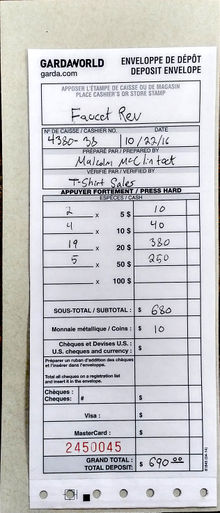 GARDAWORLD
garda.com
ENVELOPPE DE DÉPÔT
DEPOSIT ENVELOPE
APPOSER L'ÉTAMPE DE CAISSE OU DE MAGASIN
PLACE CASHIER'S OR STORE STAMP
Faucet Rev
N° DE CAISSE / CASHIER NO. DATE
4380-3b 10/22/16
PRÉPARÉ PAR / PREPARED BY
Malcolm McClintock
VÉRIFIÉ PAR / VERIFIED BY
T-Shirt Sales
APPUYER FORTEMENT / PRESS HARD
ESPÈCES / CASH
2 x 5 $ 10
4 x 10 $ 40
19 x 20 $ 380
5 x 50 $ 250
x 100 $
SOUS-TOTAL / SUBTOTAL : $ 680
Monnaie métallique / Coins : $ 10
Chèques et Devises U.S. :
U.S. cheques and currency : $
Préparer un ruban d'addition des chèques
et l'insérer dans l'enveloppe.
Total all cheques on a registration list
and insert it in the envelope.
Chèques :
Cheques: # $
Visa : $
MasterCard : $
2450045
GRAND TOTAL :
TOTAL DEPOSIT: $ 690.00